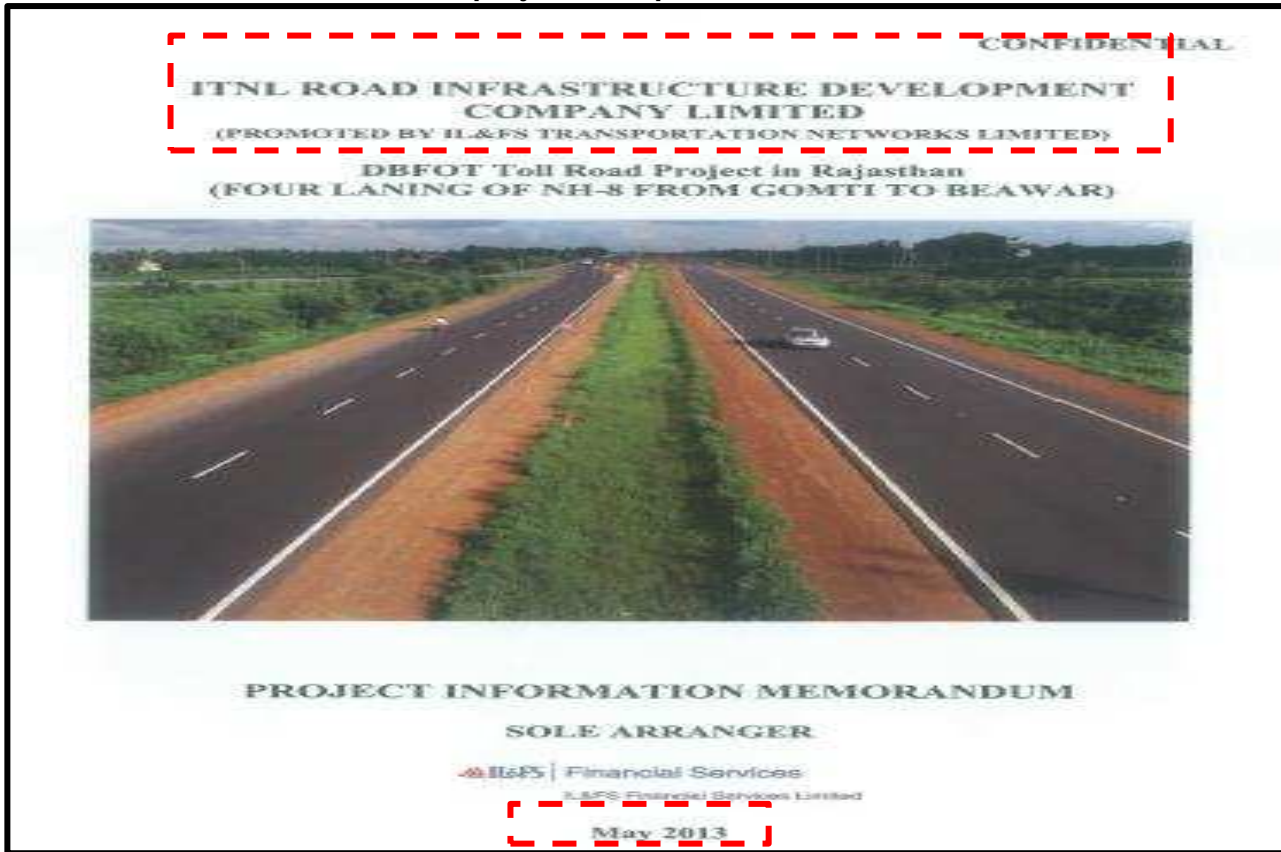 CONFIDENTIAL
ITNL ROAD INFRASTRUCTURE DEVELOPMENT
COMPANY LIMITED
(PROMOTED BY IL&FS TRANSPORTATION NETWORKS LIMITED)
DBFOT Toll Road Project in Rajasthan
(FOUR LANING OF NH-8 FROM GOMTI TO BEAWAR)
PROJECT INFORMATION MEMORANDUM
SOLE ARRANGER
IL&FS | Financial Services
IL&FS Financial Services Limited
May 2013